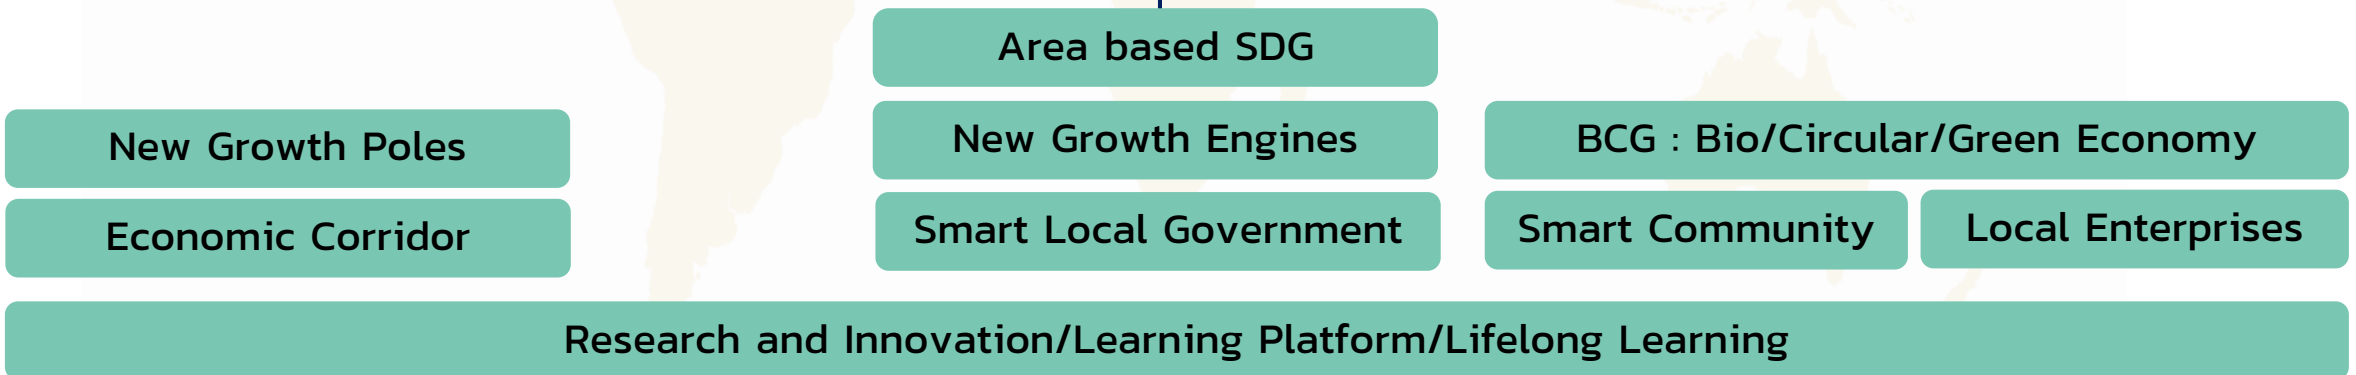 Area based SDG
New Growth Poles
New Growth Engines
BCG : Bio/Circular/Green Economy
Economic Corridor
Smart Local Government
Smart Community
Local Enterprises
Research and Innovation/Learning Platform/Lifelong Learning